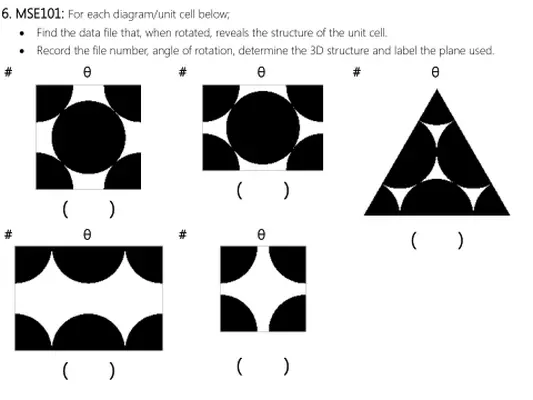 6. MSE101: For each diagram/unit cell below;
• Find the data file that, when rotated, reveals the structure of the unit cell.
• Record the file number, angle of rotation, determine the 3D structure and label the plane used.
# θ # θ # θ
( ) ( ) ( )
# θ # θ
( ) ( )